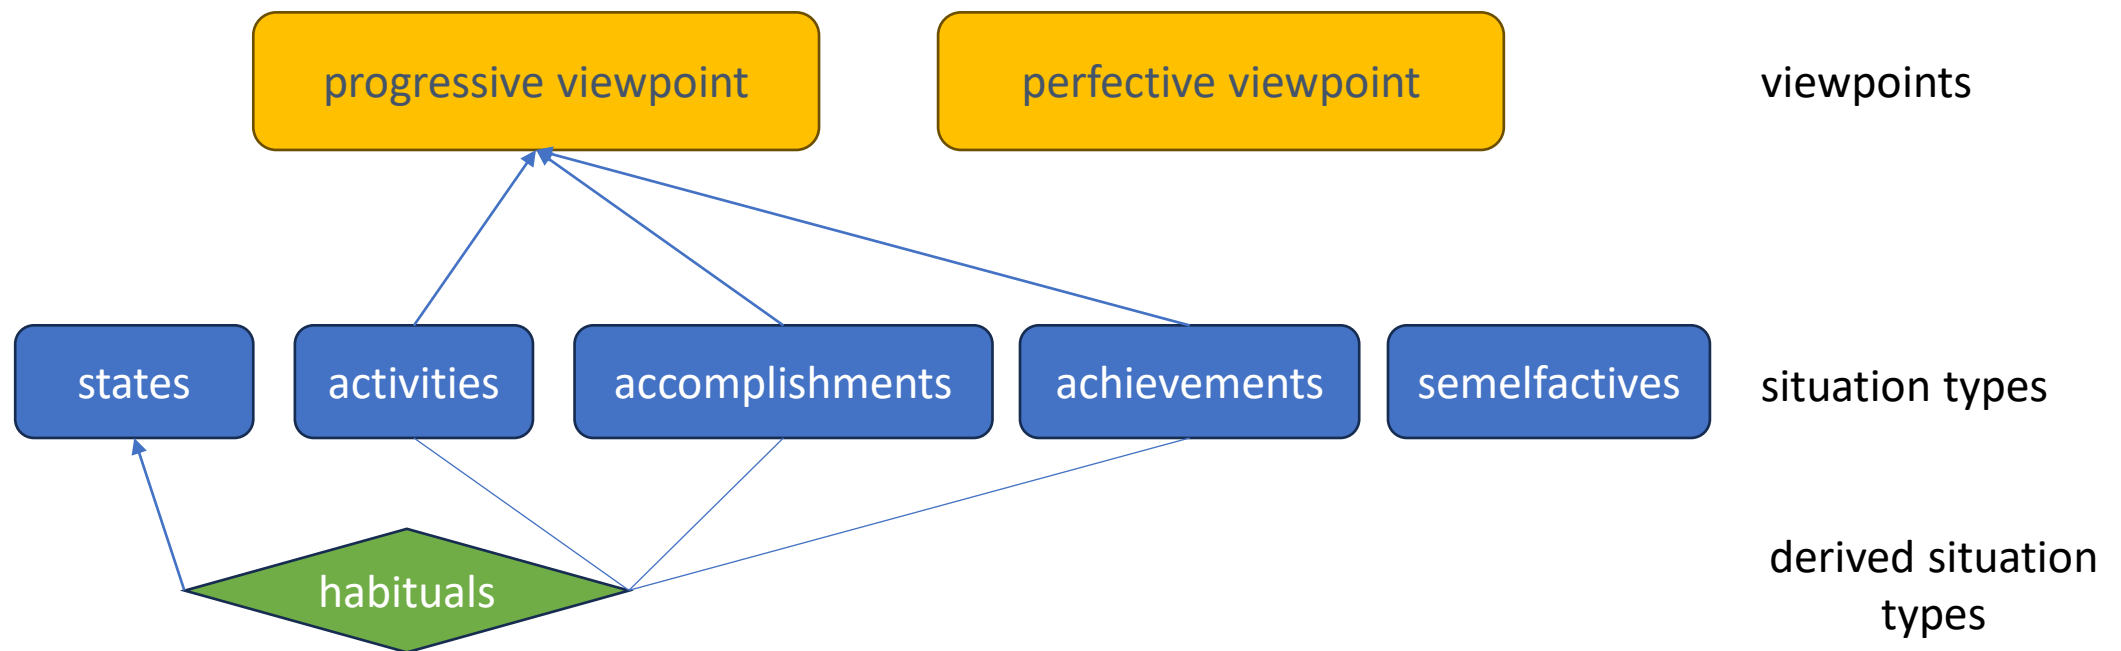 progressive viewpoint
perfective viewpoint
viewpoints
states
activities
accomplishments
achievements
semelfactives
situation types
habituals
derived situation
types